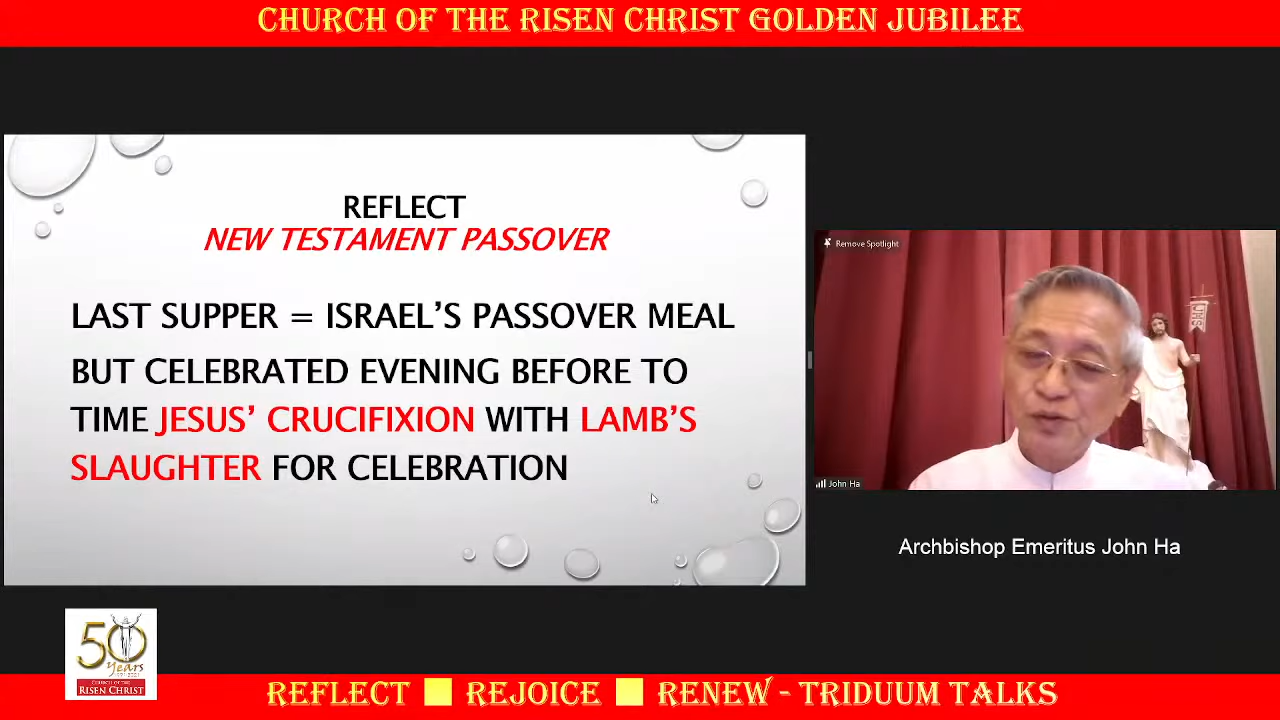 CHURCH OF THE RISEN CHRIST GOLDEN JUBILEE
REFLECT
NEW TESTAMENT PASSOVER
LAST SUPPER = ISRAEL'S PASSOVER MEAL
BUT CELEBRATED EVENING BEFORE TO
TIME JESUS' CRUCIFIXION WITH LAMB'S
SLAUGHTER FOR CELEBRATION
Remove Spotlight
John Ha
Archbishop Emeritus John Ha
50
Years
CHURCH OF THE
RISEN CHRIST
REFLECT REJOICE RENEW - TRIDUUM TALKS